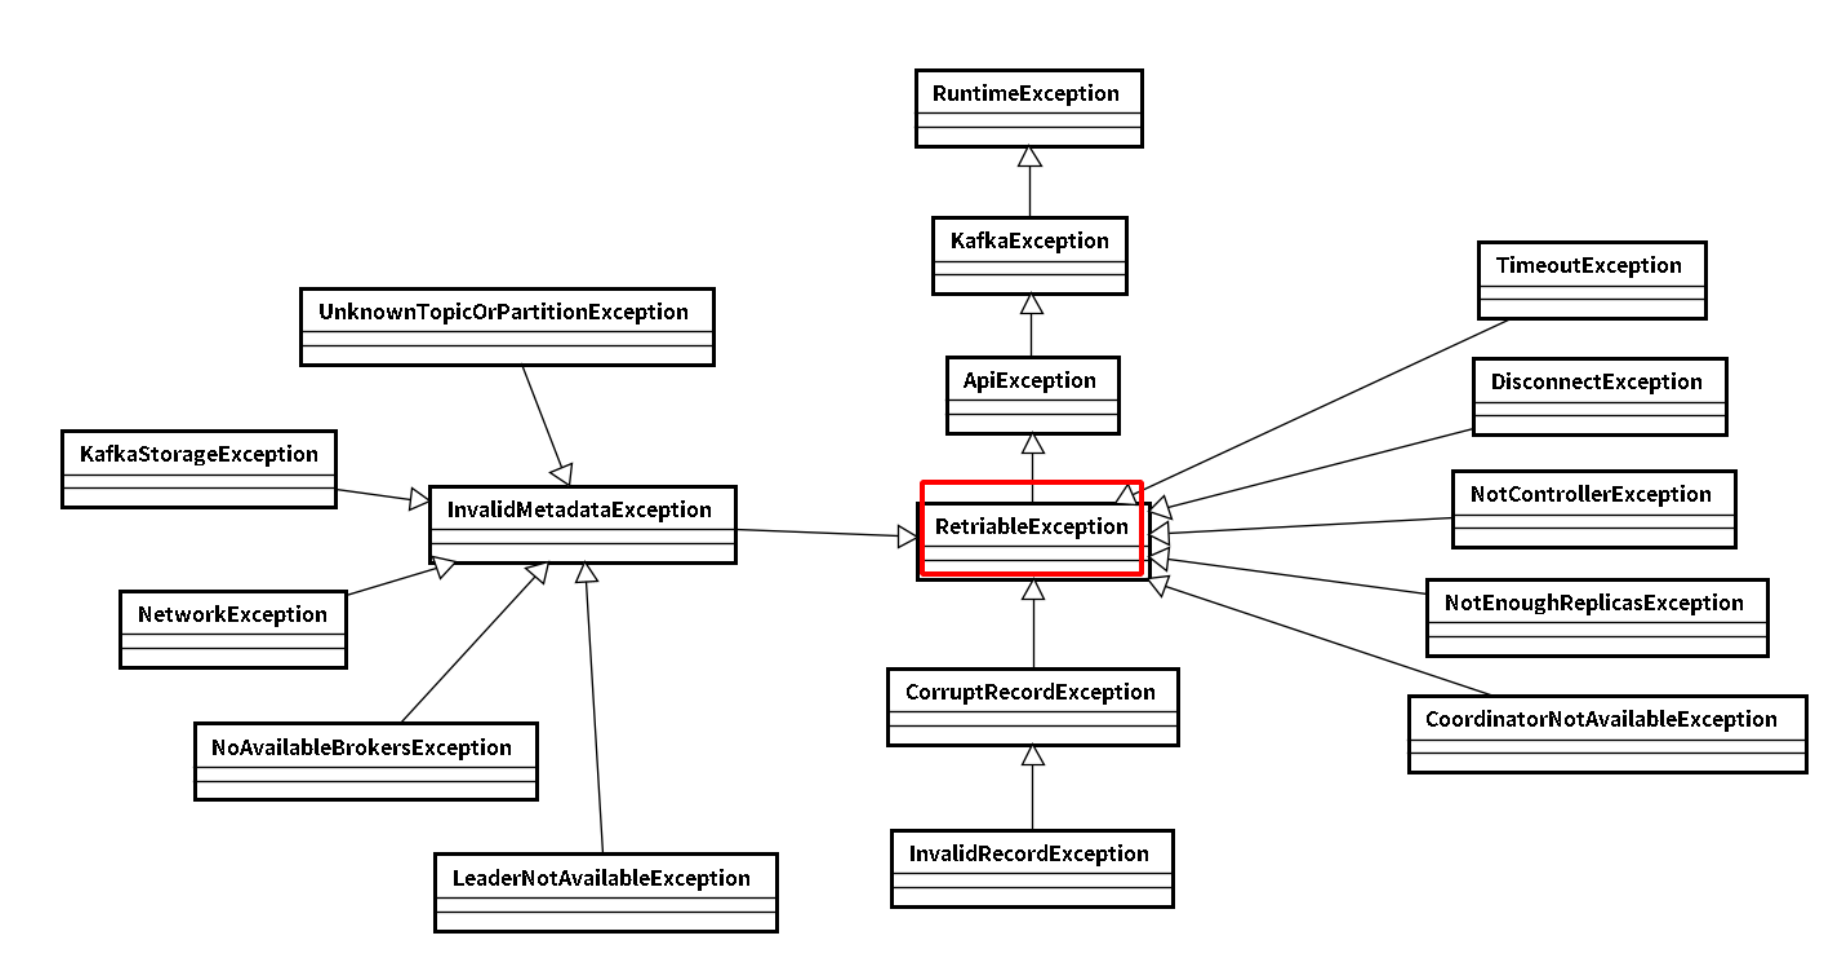 RuntimeException
KafkaException
TimeoutException
UnknownTopicOrPartitionException
ApiException
DisconnectException
KafkaStorageException
InvalidMetadataException
RetriableException
NotControllerException
NetworkException
NotEnoughReplicasException
CorruptRecordException
CoordinatorNotAvailableException
NoAvailableBrokersException
InvalidRecordException
LeaderNotAvailableException